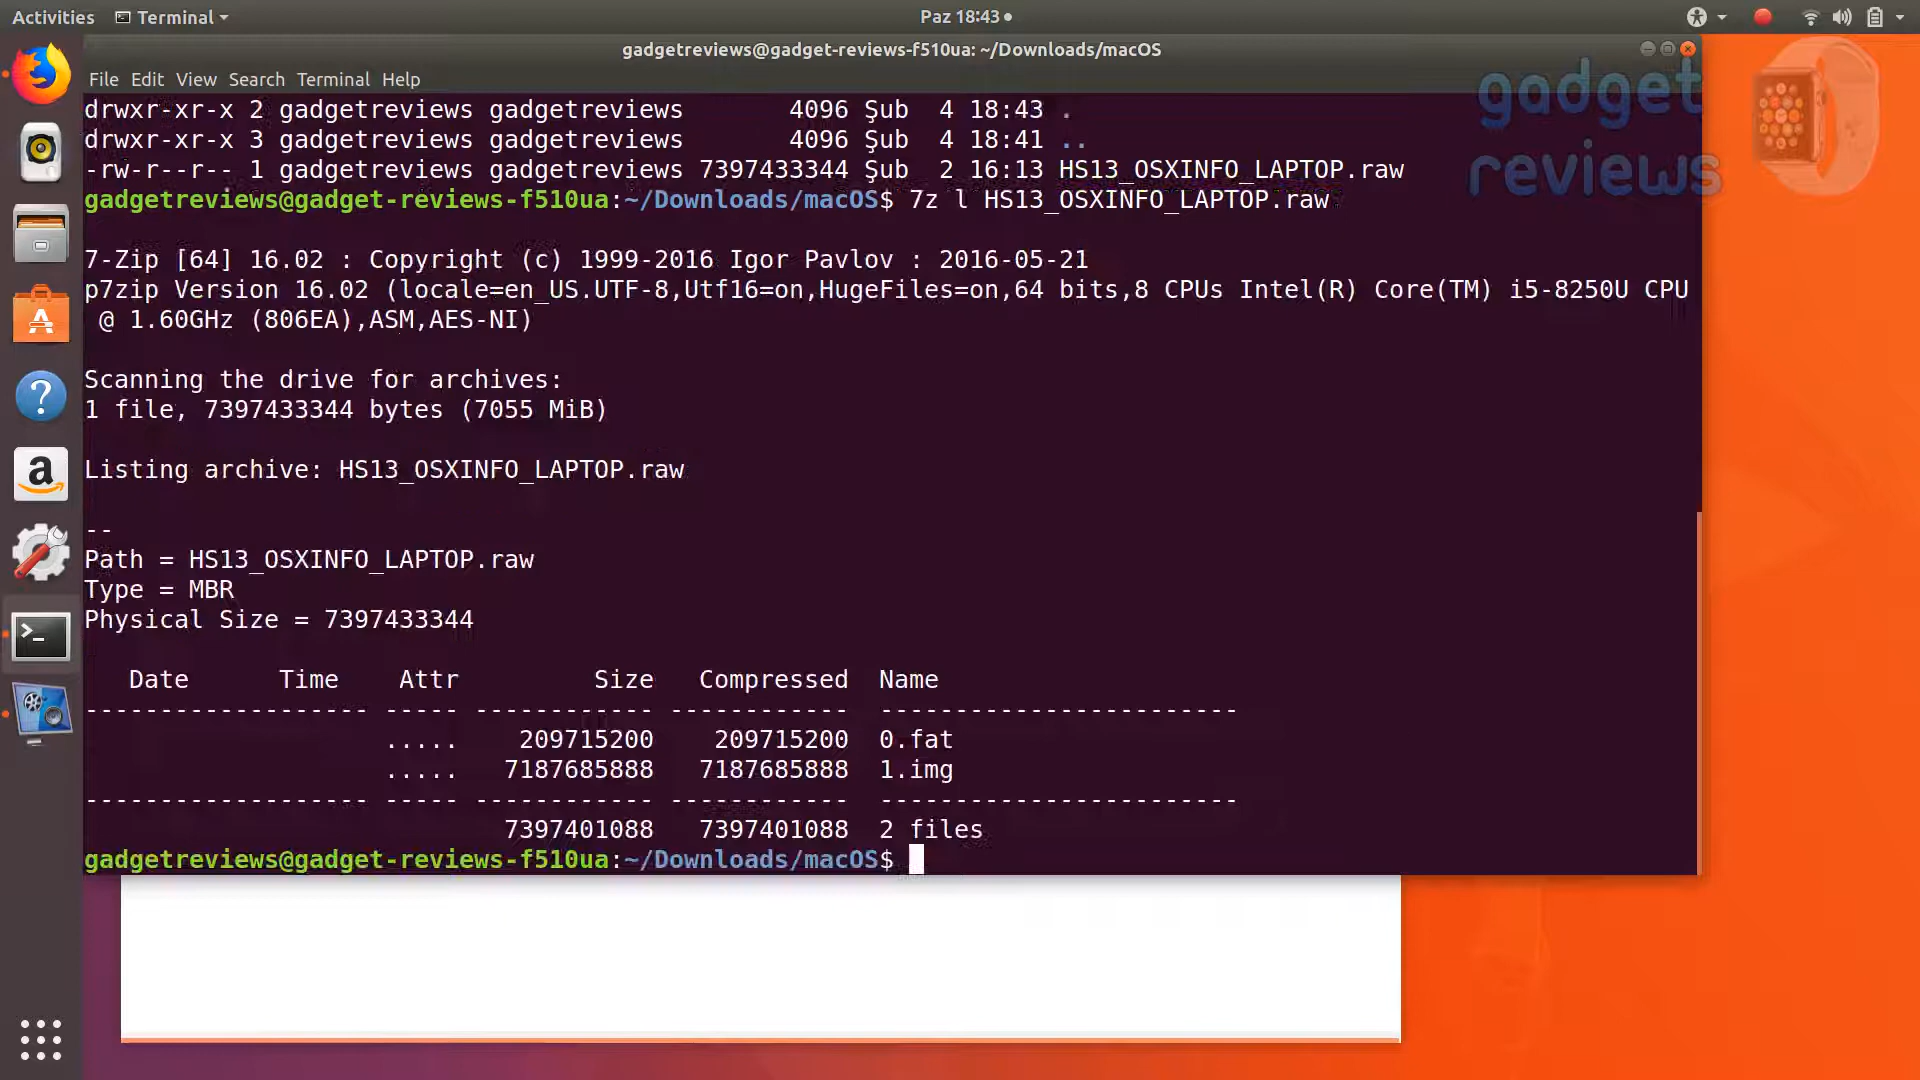 Activities Terminal Paz 18:43
gadgetreviews@gadget-reviews-f510ua: ~/Downloads/macOS
File Edit View Search Terminal Help
drwxr-xr-x 2 gadgetreviews gadgetreviews 4096 Şub 4 18:43 .
drwxr-xr-x 3 gadgetreviews gadgetreviews 4096 Şub 4 18:41 ..
-rw-r--r-- 1 gadgetreviews gadgetreviews 7397433344 Şub 2 16:13 HS13_OSXINFO_LAPTOP.raw
gadgetreviews@gadget-reviews-f510ua:~/Downloads/macOS$ 7z l HS13_OSXINFO_LAPTOP.raw
7-Zip [64] 16.02 : Copyright (c) 1999-2016 Igor Pavlov : 2016-05-21
p7zip Version 16.02 (locale=en_US.UTF-8,Utf16=on,HugeFiles=on,64 bits,8 CPUs Intel(R) Core(TM) i5-8250U CPU
@ 1.60GHz (806EA),ASM,AES-NI)
Scanning the drive for archives:
1 file, 7397433344 bytes (7055 MiB)
Listing archive: HS13_OSXINFO_LAPTOP.raw
--
Path = HS13_OSXINFO_LAPTOP.raw
Type = MBR
Physical Size = 7397433344
Date Time Attr Size Compressed Name
------------------- ----- ------------ ------------ ------------------------
..... 209715200 209715200 0.fat
..... 7187685888 7187685888 1.img
------------------- ----- ------------ ------------ ------------------------
7397401088 7397401088 2 files
gadgetreviews@gadget-reviews-f510ua:~/Downloads/macOS$
gadget
reviews